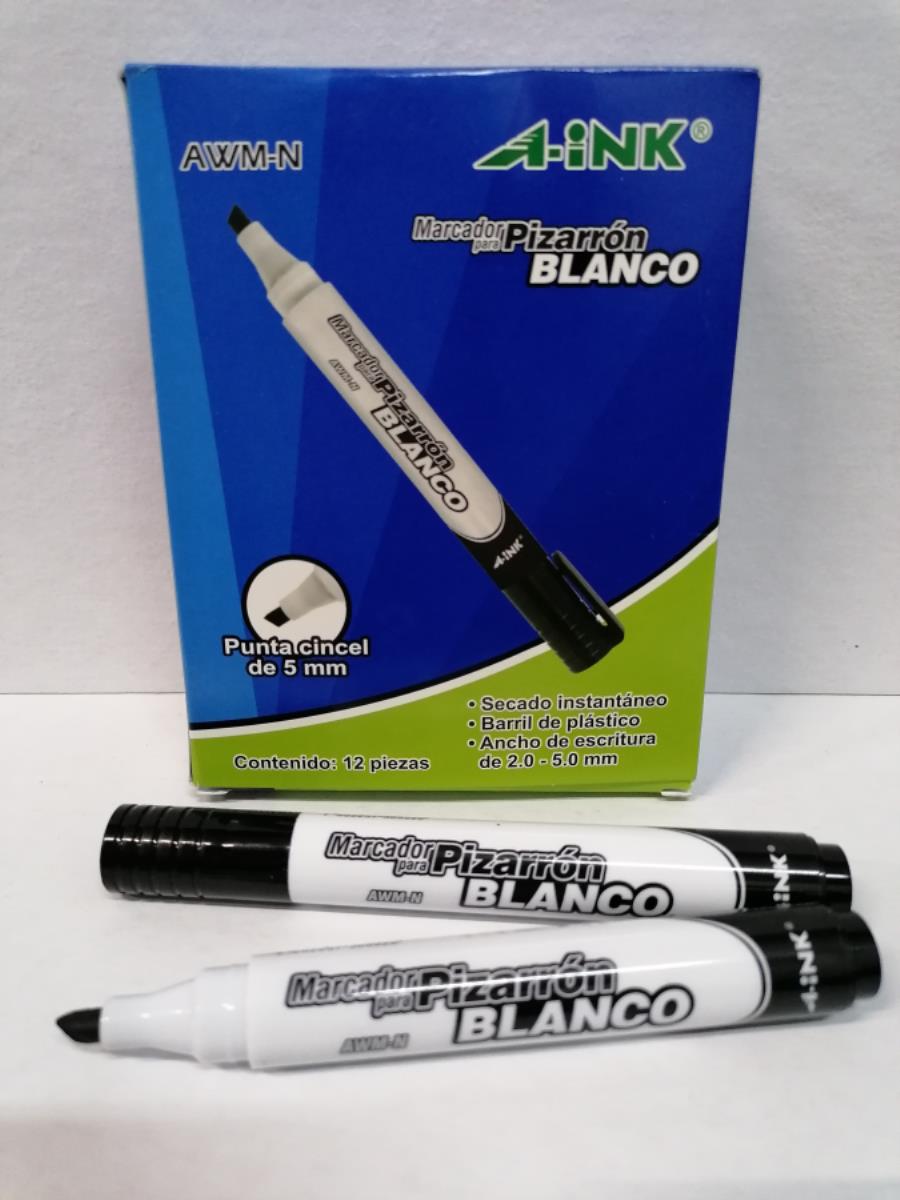 AWM-N
A-iNK®
Marcador
para Pizarrón
BLANCO
Marcador
para Pizarrón
BLANCO
AWM-N
A-iNK®
Punta cincel
de 5 mm
• Secado instantáneo
• Barril de plástico
• Ancho de escritura
de 2.0 - 5.0 mm
Contenido: 12 piezas
Marcador
para Pizarrón
BLANCO
AWM-N
A-iNK®
Marcador
para Pizarrón
BLANCO
AWM-N
A-iNK®